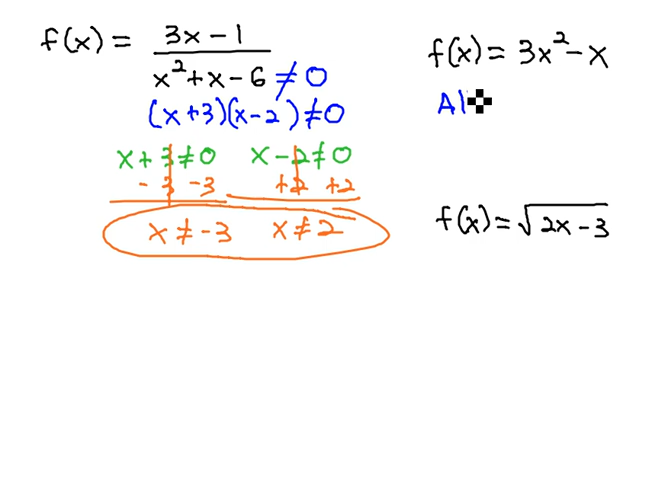 f(x) = (3x - 1)/(x² + x - 6) ≠ 0
(x + 3)(x - 2) ≠ 0
x + 3 ≠ 0 x - 2 ≠ 0
- 3 - 3 + 2 + 2
x ≠ -3 x ≠ 2
f(x) = 3x² - x
Al
f(x) = √(2x - 3)